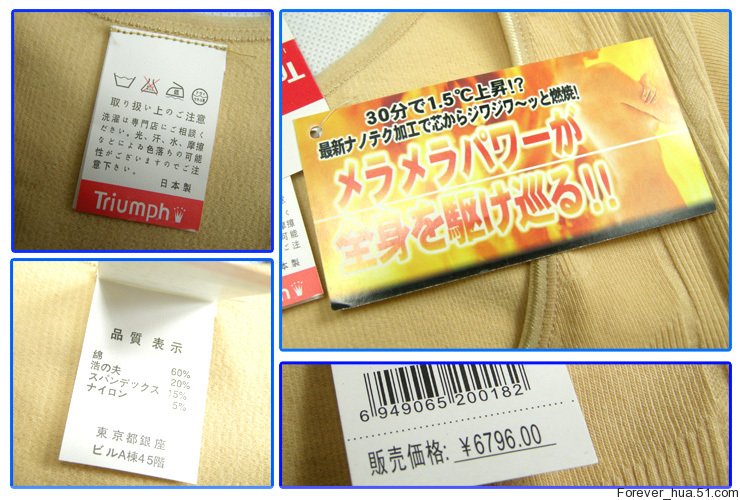 取り扱い上のご注意
洗濯は専門店にご相談く
ださい。光、汗、水、摩擦
などによる色落ちの可能
性がございますのでご注
意下さい。
日本製
Triumph
30分で1.5℃上昇!?
最新ナノテク加工で芯からジワジワ〜ッと燃焼!
メラメラパワーが
全身を駆け巡る!!
日本製
umph
品質表示
綿 60%
浩の夫 20%
スパンデックス 15%
ナイロン 5%
東京都銀座
ビルA棟45階
6 949065 200182
販売価格: ¥6796.00
Forever_hua.51.com